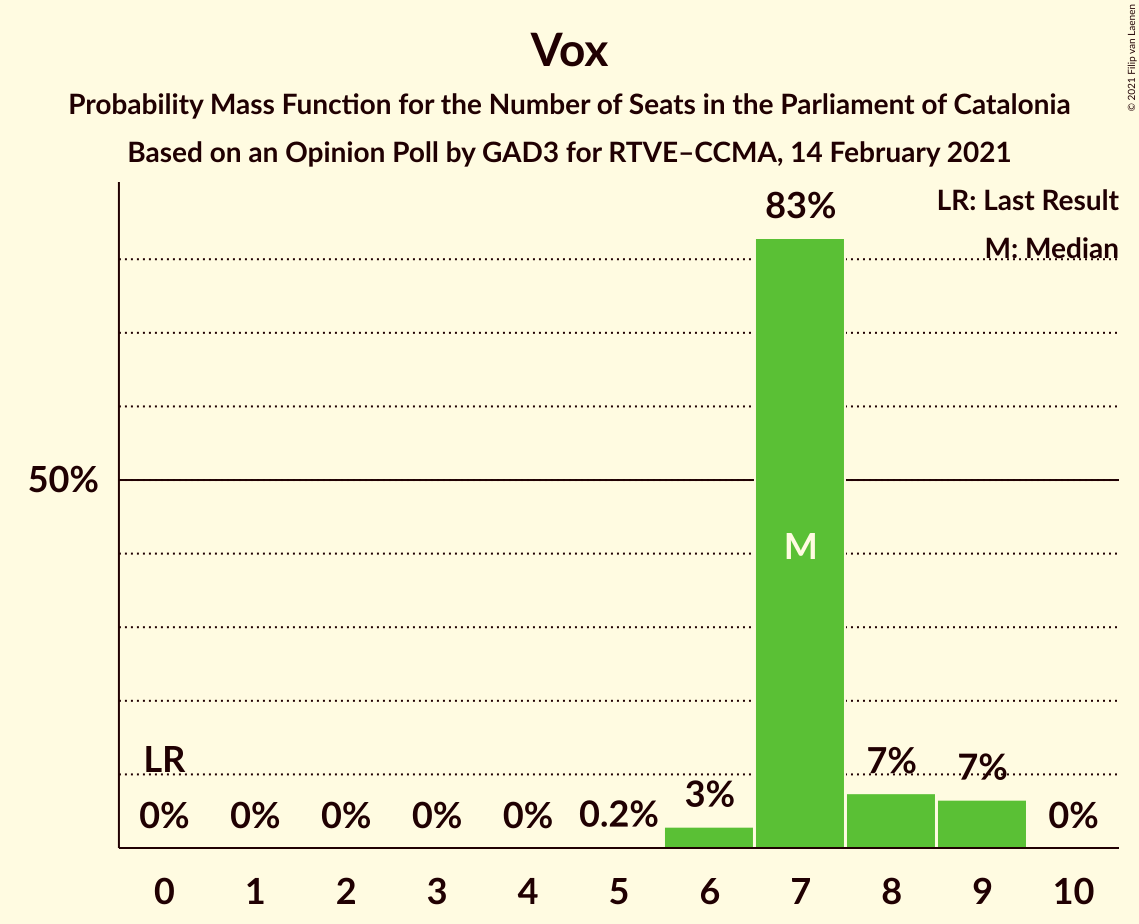 Vox
Probability Mass Function for the Number of Seats in the Parliament of Catalonia
Based on an Opinion Poll by GAD3 for RTVE–CCMA, 14 February 2021
© 2021 Filip van Laenen
LR: Last Result
M: Median
83%
50%
M
LR
0%
0%
0%
0%
0%
0.2%
3%
7%
7%
0%
0 1 2 3 4 5 6 7 8 9 10